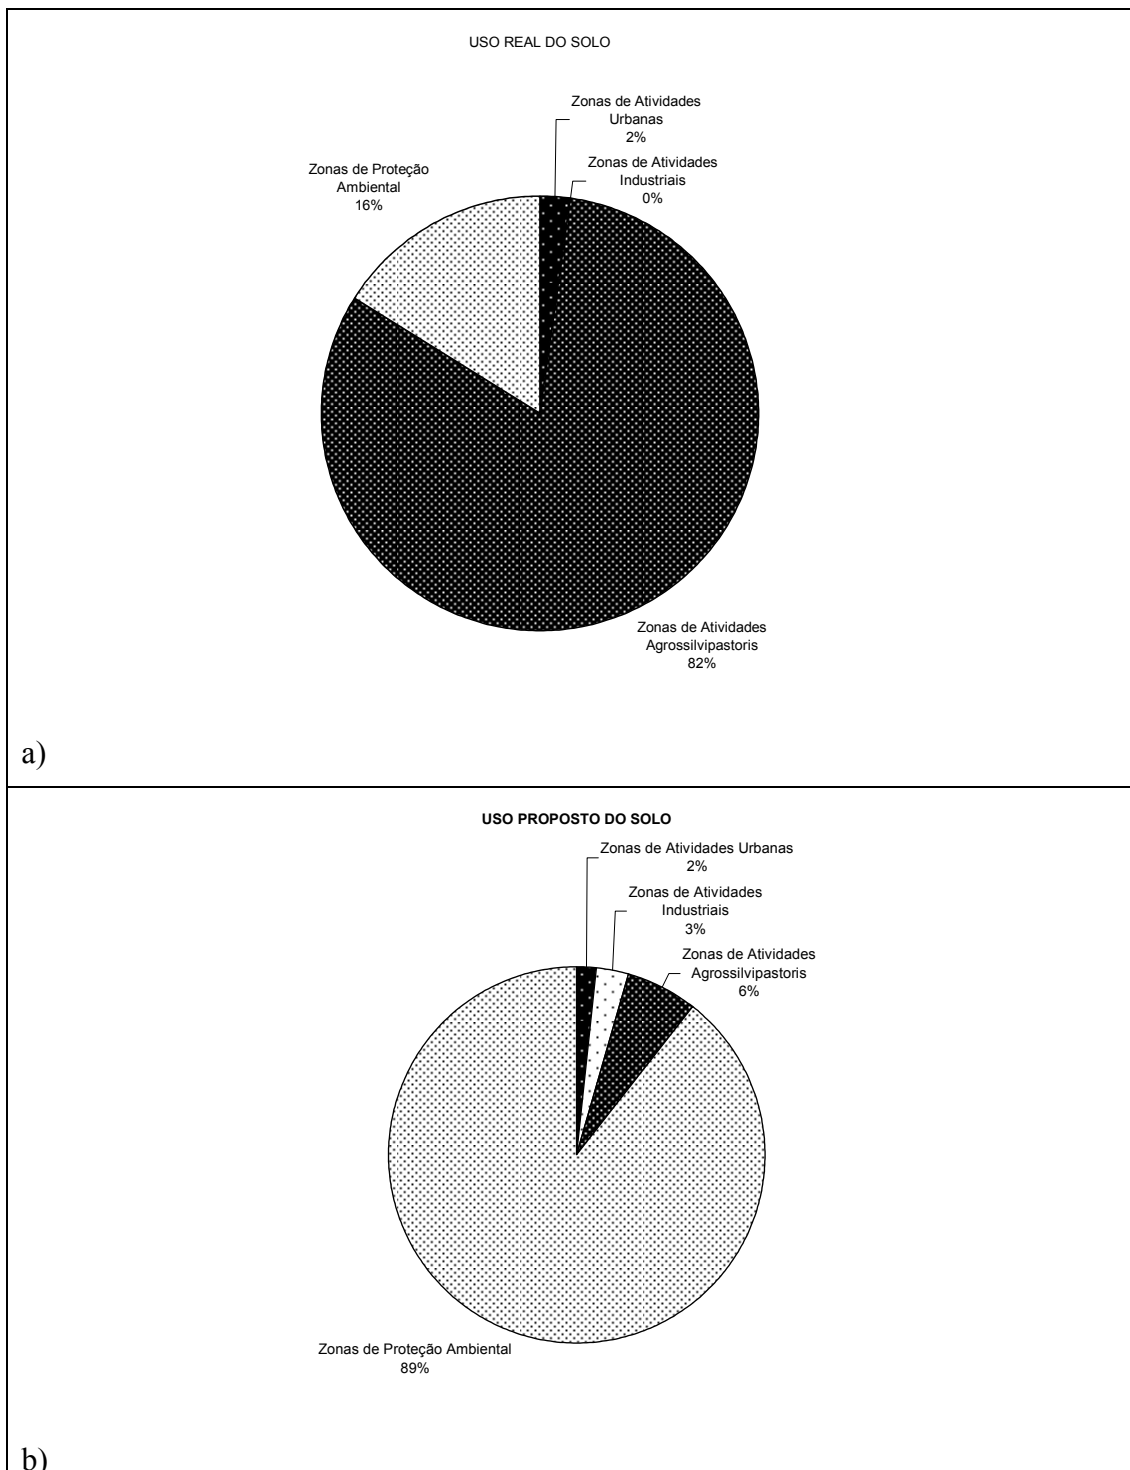 USO REAL DO SOLO
Zonas de Atividades
Urbanas
2%
Zonas de Atividades
Industriais
0%
Zonas de Proteção
Ambiental
16%
Zonas de Atividades
Agrossilvipastoris
82%
a)
USO PROPOSTO DO SOLO
Zonas de Atividades Urbanas
2%
Zonas de Atividades
Industriais
3%
Zonas de Atividades
Agrossilvipastoris
6%
Zonas de Proteção Ambiental
89%
b)